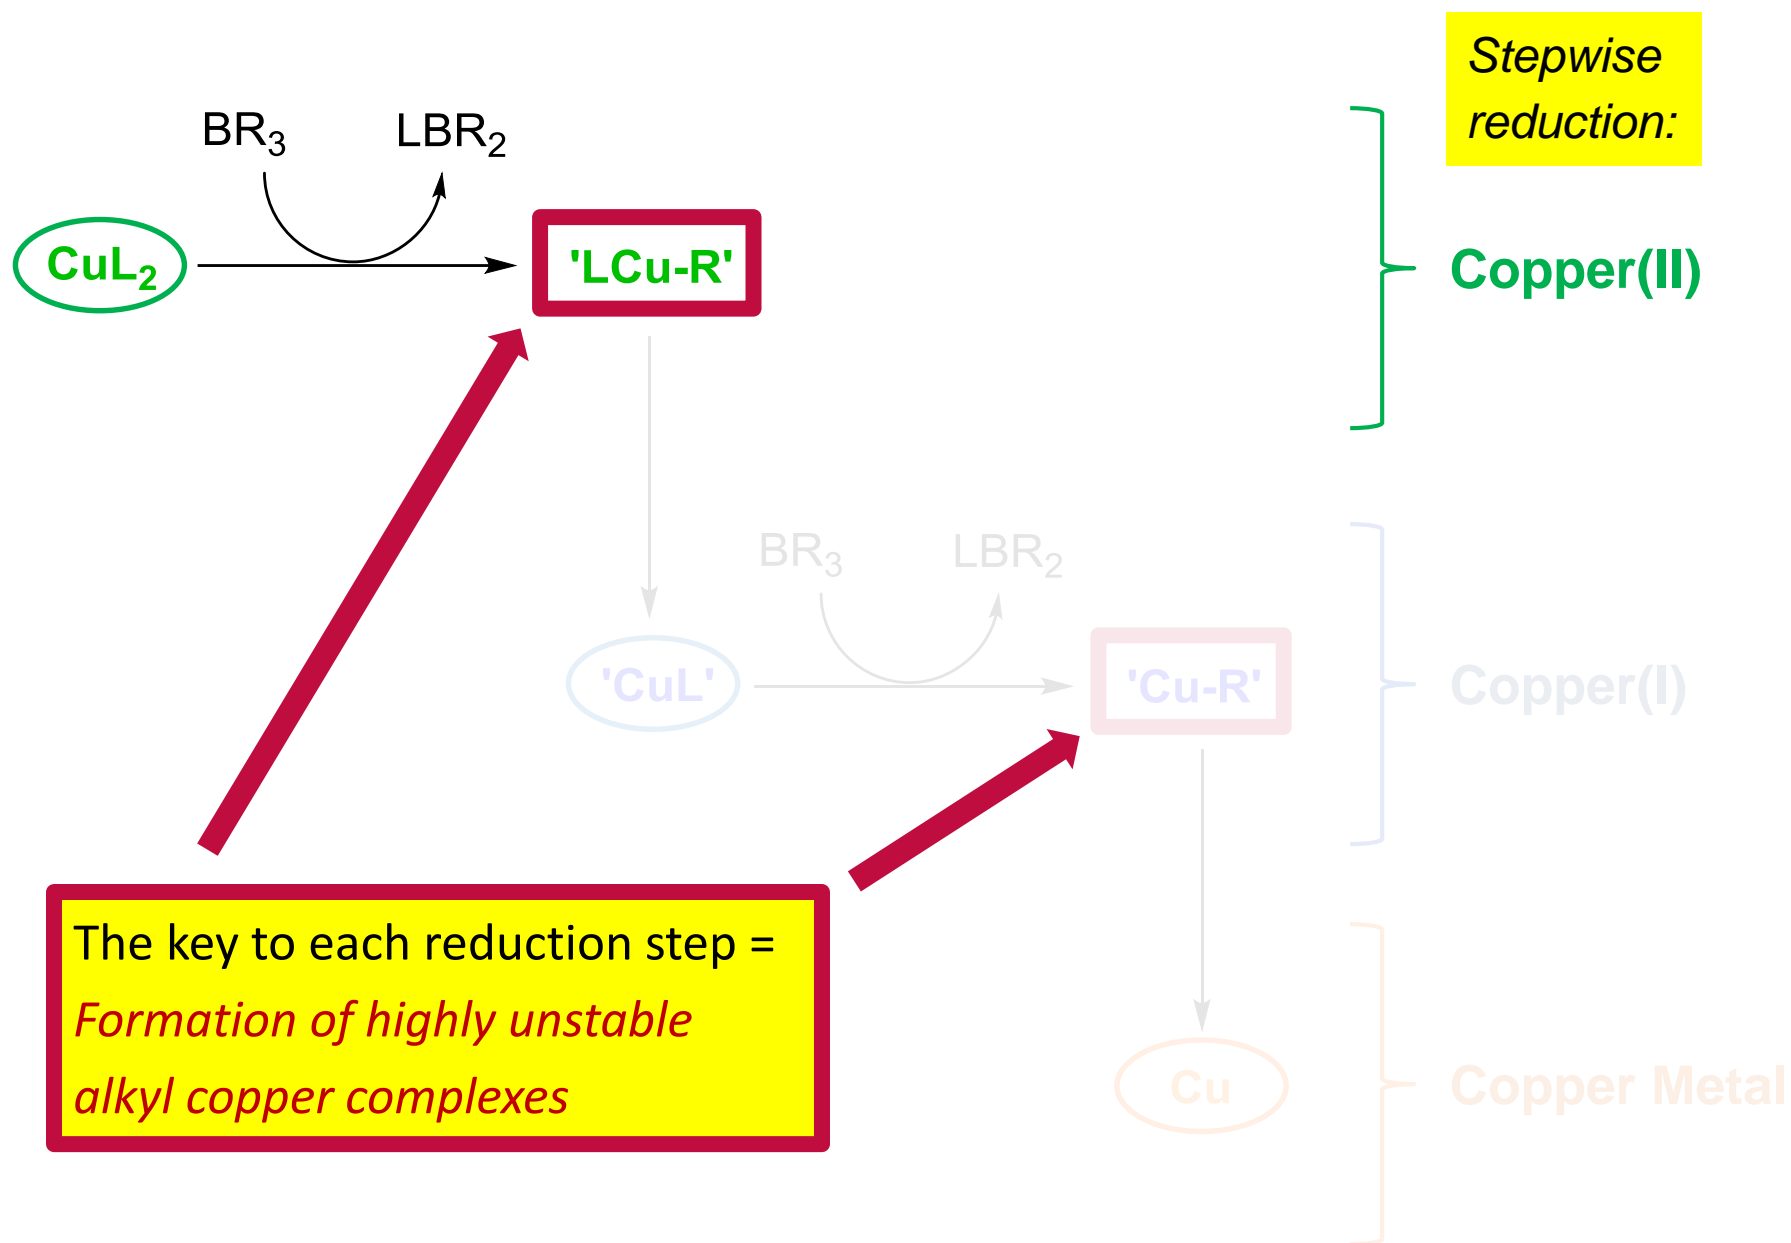 Stepwise
reduction:
BR₃ LBR₂
CuL₂ 'LCu-R' Copper(II)
BR₃ LBR₂
'CuL' 'Cu-R' Copper(I)
The key to each reduction step =
Formation of highly unstable
alkyl copper complexes
Cu Copper Metal